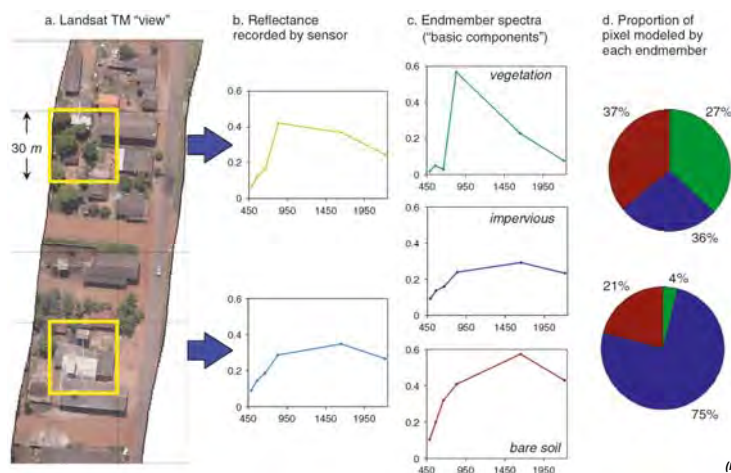 a. Landsat TM “view”
b. Reflectance
recorded by sensor
c. Endmember spectra
(“basic components”)
d. Proportion of
pixel modeled by
each endmember
30 m
0.6
0.4
0.2
0
450 950 1450 1950
0.6
0.4
0.2
0
450 950 1450 1950
vegetation
0.6
0.4
0.2
0
450 950 1450 1950
impervious
0.6
0.4
0.2
0
450 950 1450 1950
0.6
0.4
0.2
0
450 950 1450 1950
bare soil
37% 27%
36%
21% 4%
75%